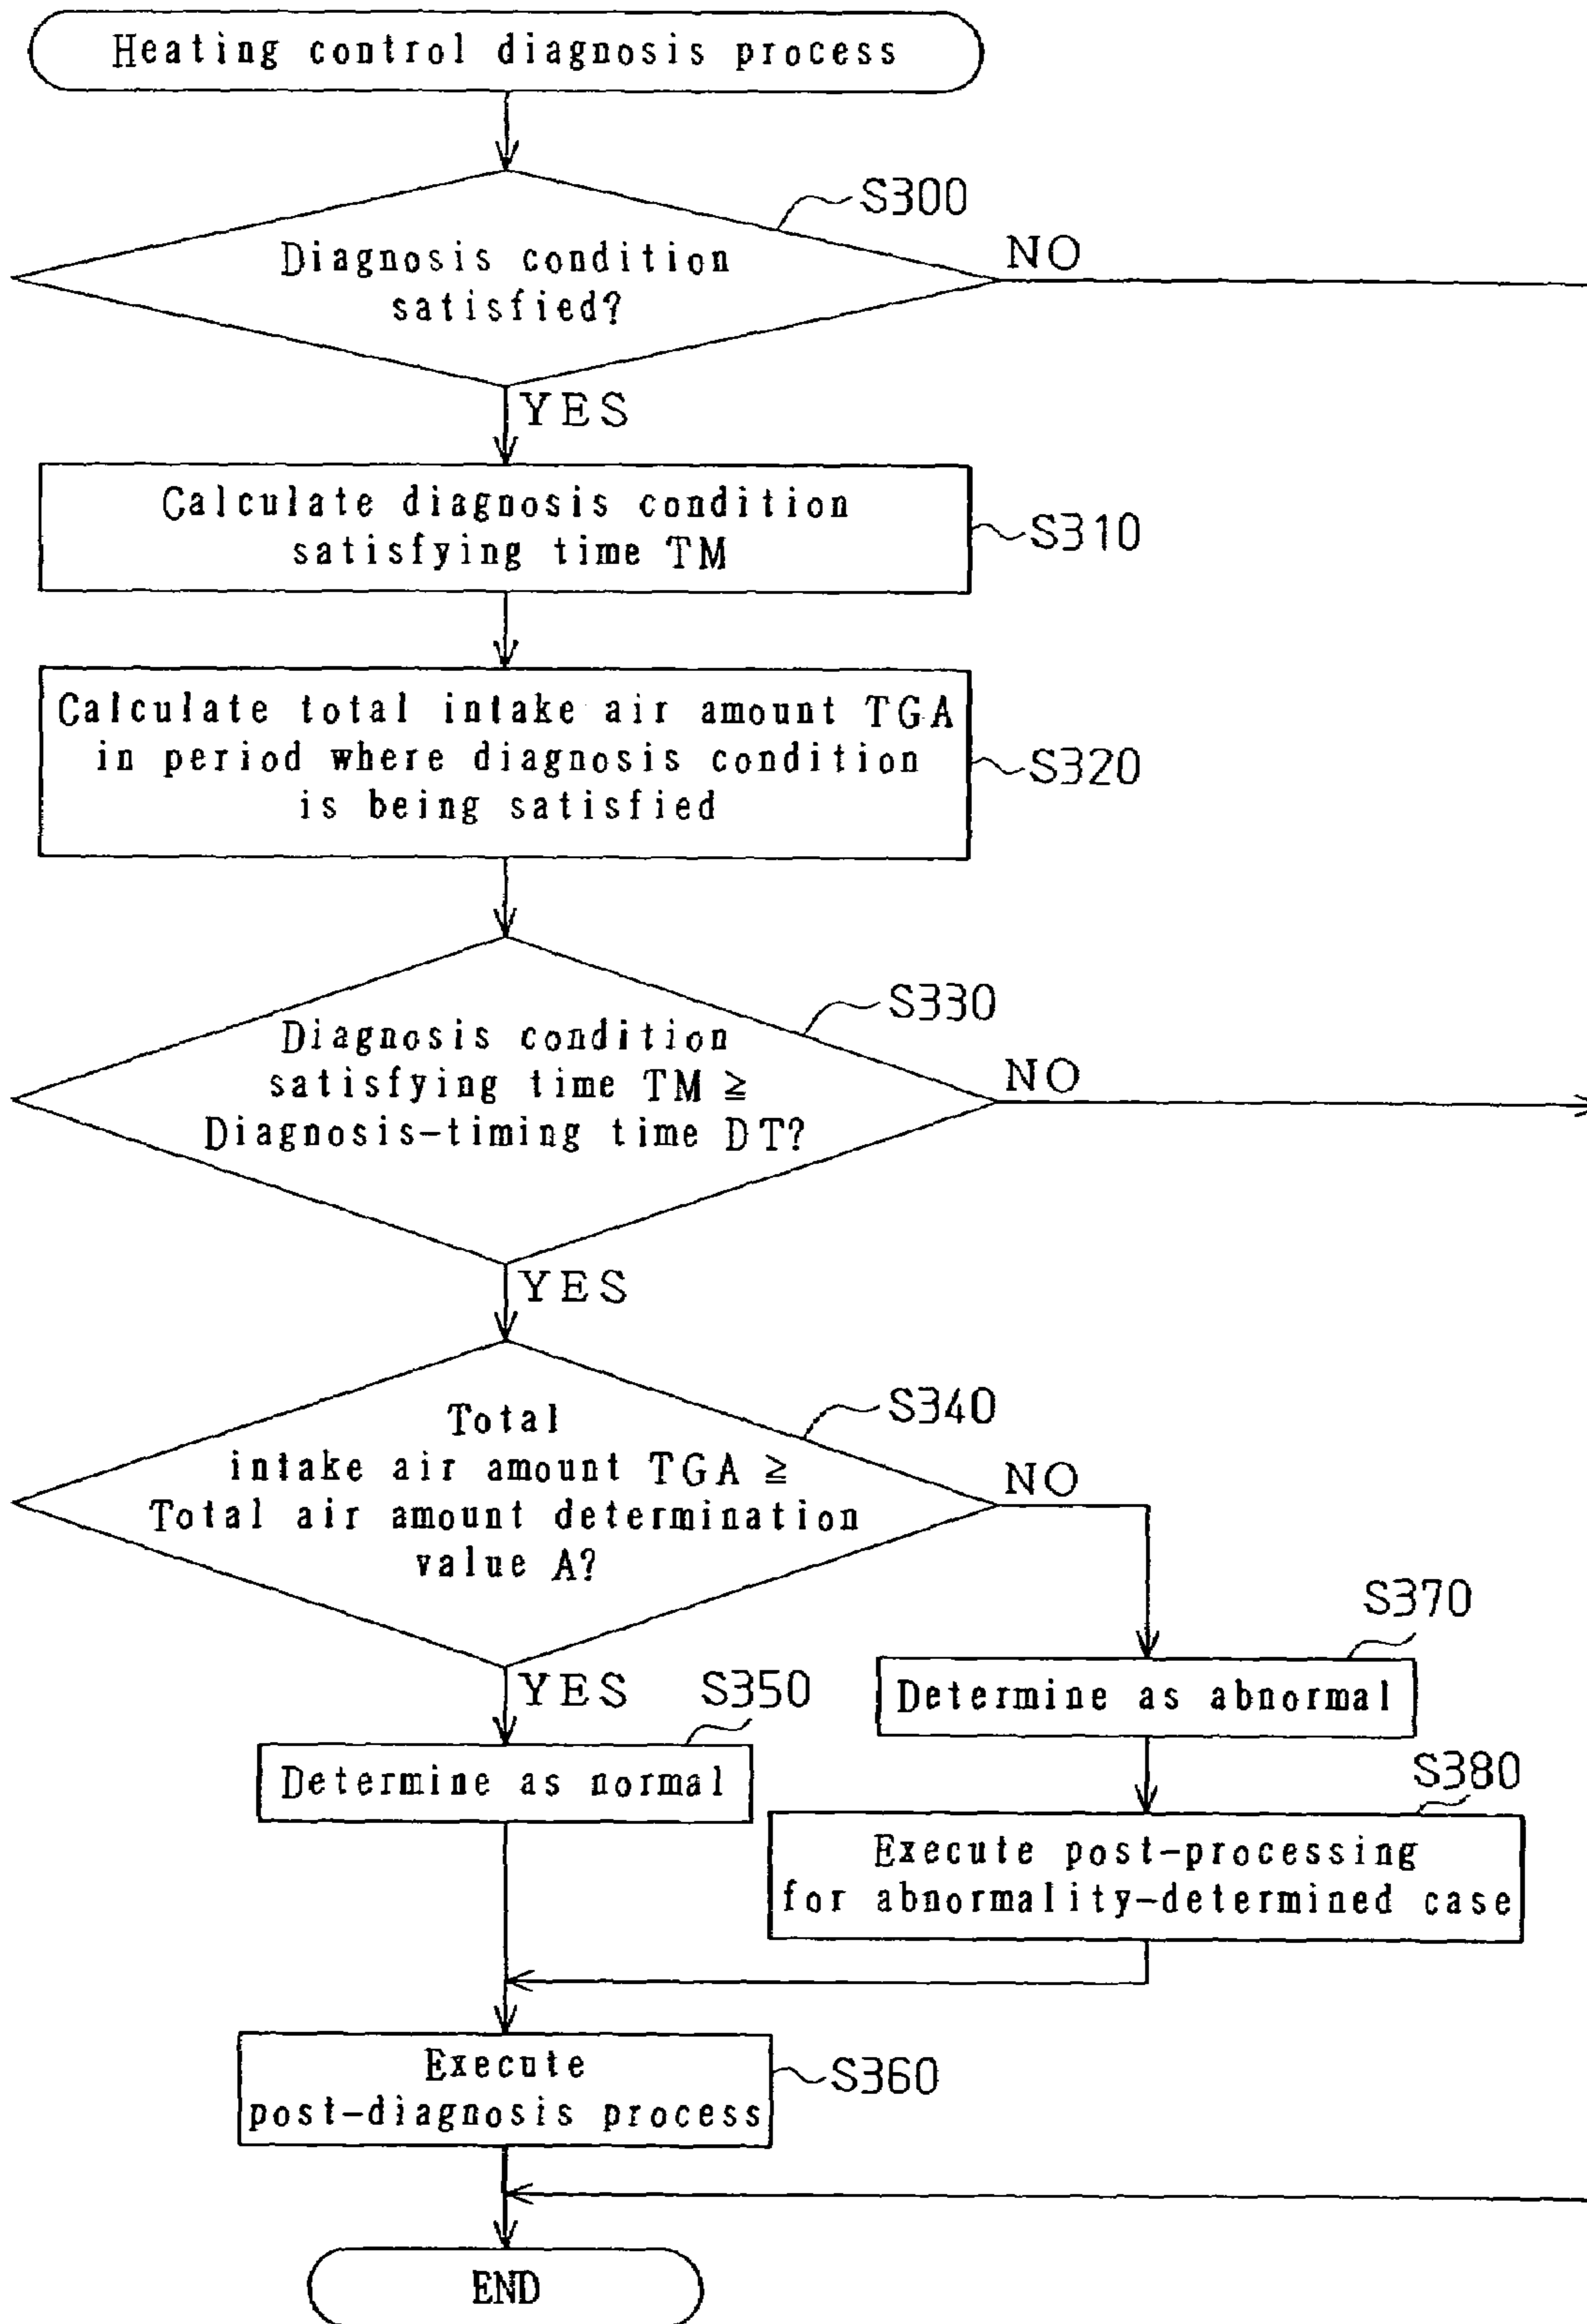 Heating control diagnosis process
S300
Diagnosis condition
satisfied?
NO
YES
Calculate diagnosis condition
satisfying time TM
S310
Calculate total intake air amount TGA
in period where diagnosis condition
is being satisfied
S320
S330
Diagnosis condition
satisfying time TM ≧
Diagnosis-timing time DT?
NO
YES
S340
Total
intake air amount TGA ≧
Total air amount determination
value A?
NO
YES
S350
Determine as normal
S370
Determine as abnormal
S380
Execute post-processing
for abnormality-determined case
Execute
post-diagnosis process
S360
END